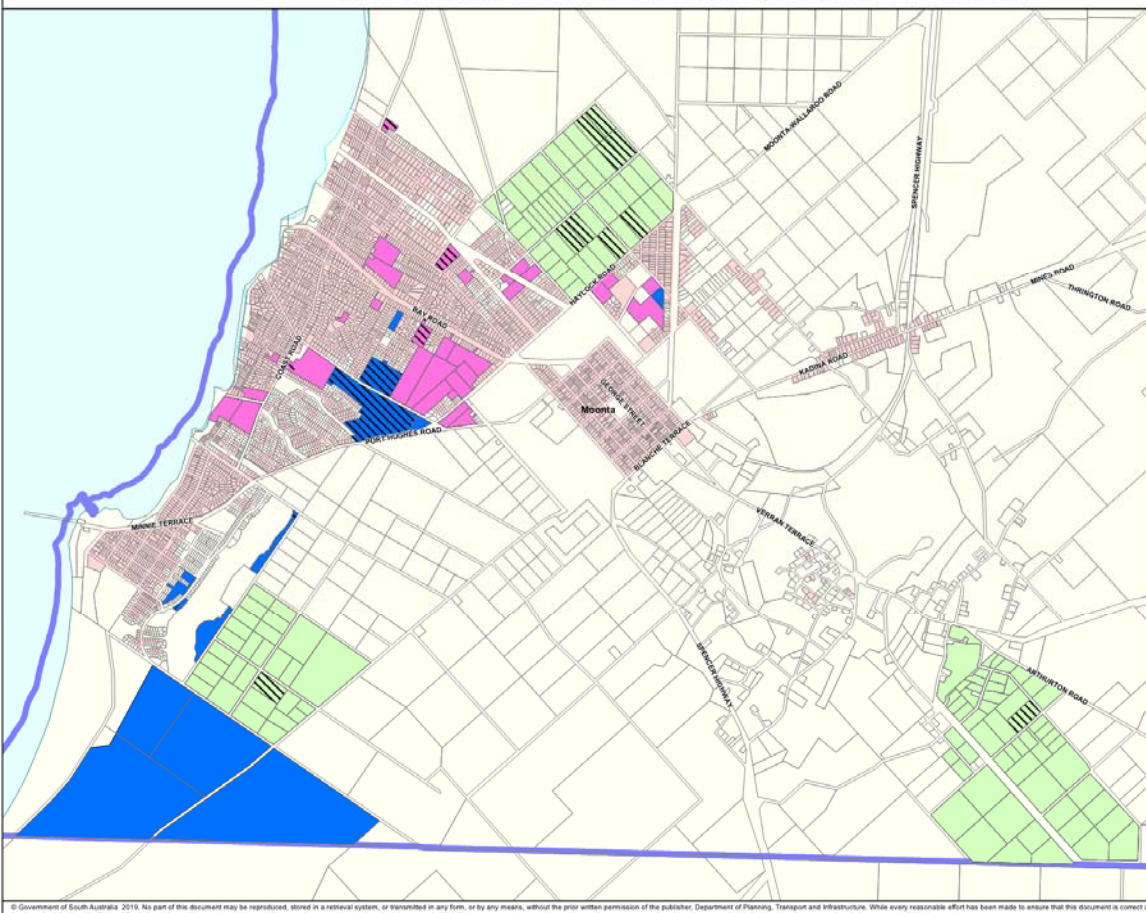 MOONTA-WALLAROO ROAD
SPENCER HIGHWAY
MINES ROAD
THRINGTON ROAD
HAYLOCK ROAD
BAY ROAD
COAST ROAD
KADINA ROAD
GEORGE STREET
Moonta
BLANCHE TERRACE
PORT HUGHES ROAD
MINNIE TERRACE
VERRAN TERRACE
SPENCER HIGHWAY
ARTHURTON ROAD
© Government of South Australia 2019. No part of this document may be reproduced, stored in a retrieval system, or transmitted in any form, or by any means, without the prior written permission of the publisher, Department of Planning, Transport and Infrastructure. While every reasonable effort has been made to ensure that this document is correct